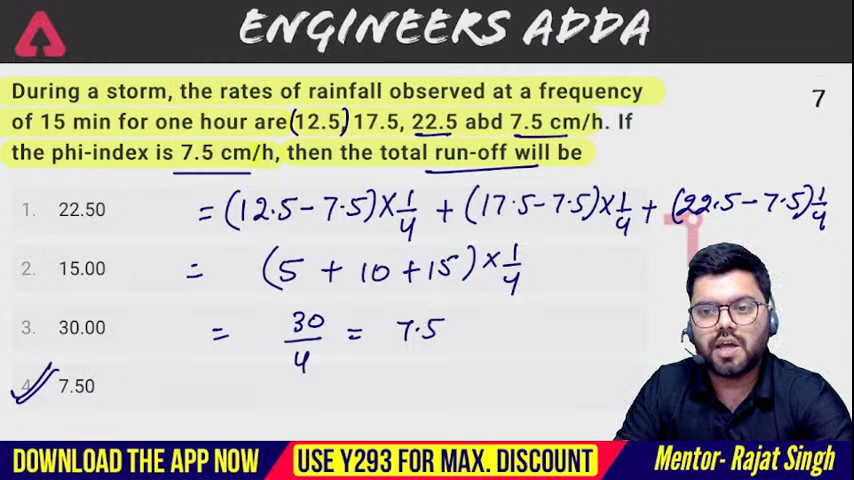 ENGINEERS ADDA
During a storm, the rates of rainfall observed at a frequency
7
of 15 min for one hour are (12.5,) 17.5, 22.5 abd 7.5 cm/h. If
the phi-index is 7.5 cm/h, then the total run-off will be
1. 22.50
= (12.5-7.5)×1/4 + (17.5-7.5)×1/4 + (22.5-7.5)1/4
2. 15.00
= (5 + 10 + 15)×1/4
3. 30.00
= 30/4 = 7.5
4. 7.50
DOWNLOAD THE APP NOW
USE Y293 FOR MAX. DISCOUNT
Mentor- Rajat Singh